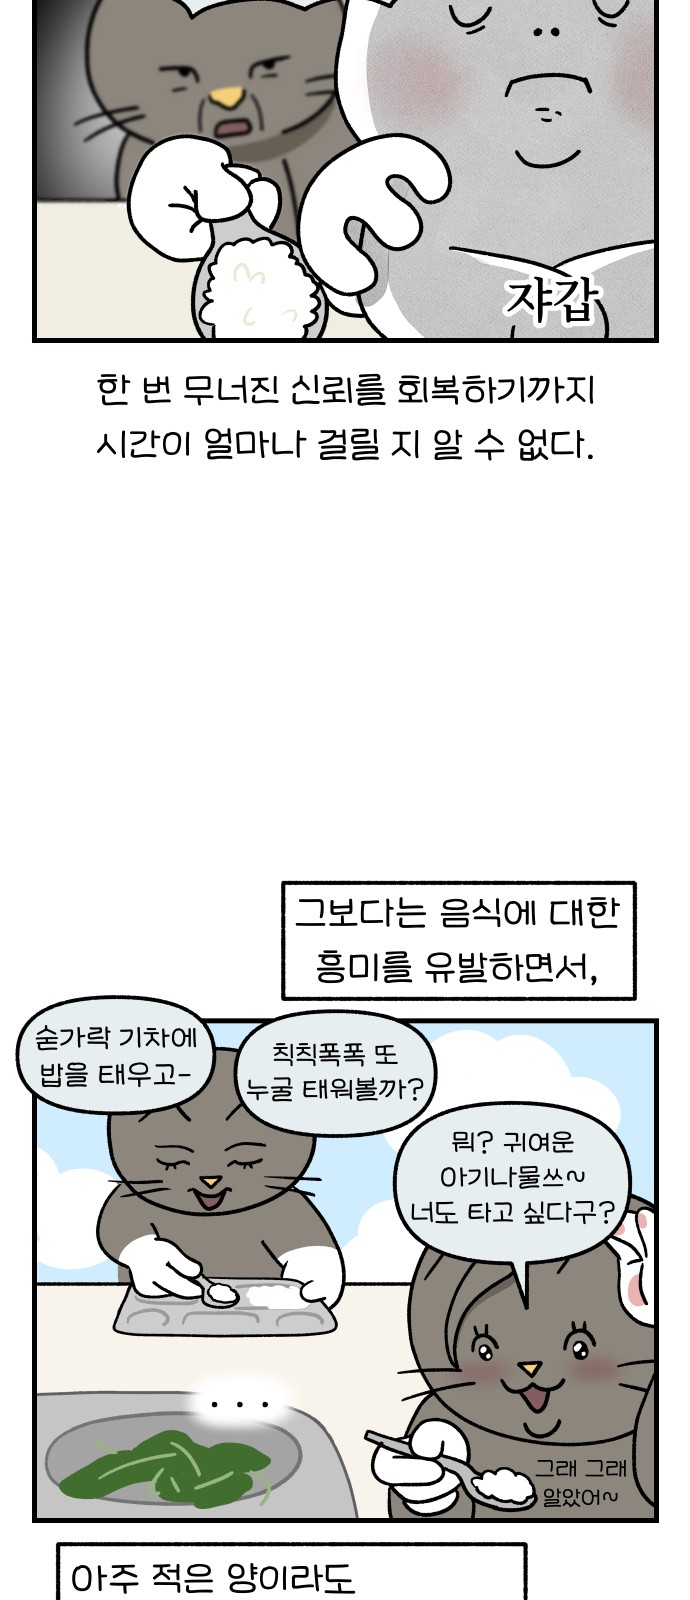 쟈갑
한 번 무너진 신뢰를 회복하기까지
시간이 얼마나 걸릴 지 알 수 없다.
그보다는 음식에 대한
흥미를 유발하면서,
숟가락 기차에
밥을 태우고-
칙칙폭폭 또
누굴 태워볼까?
뭐? 귀여운
아기나물쓰~
너도 타고 싶다구?
...
그래 그래
알았어~
아주 적은 양이라도